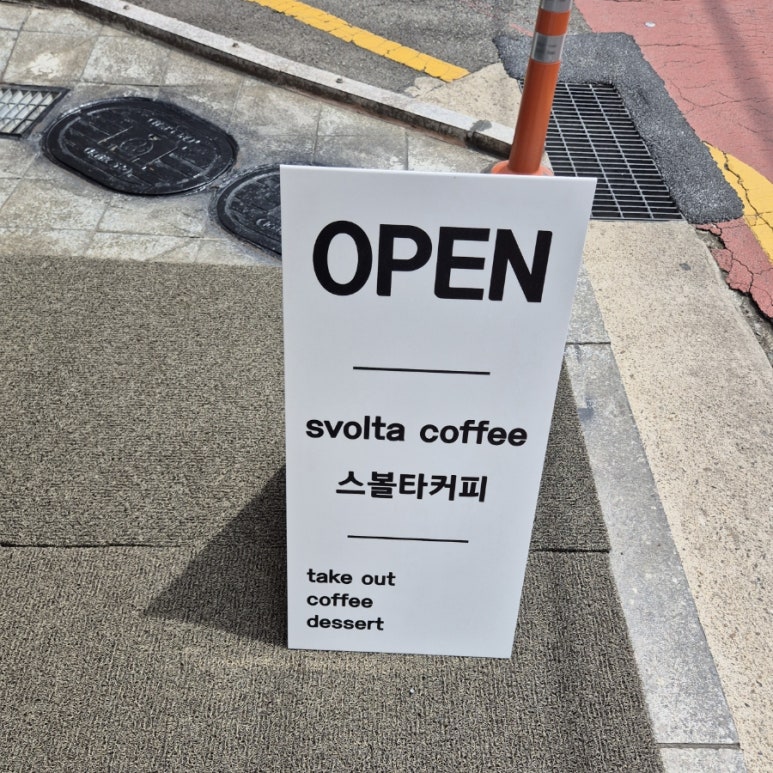 OPEN
svolta coffee
스볼타커피
take out
coffee
dessert